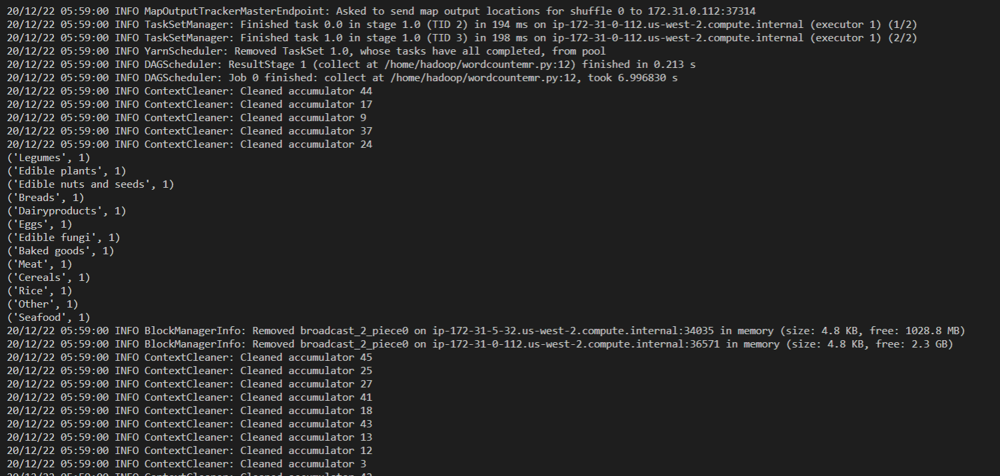 20/12/22 05:59:00 INFO MapOutputTrackerMasterEndpoint: Asked to send map output locations for shuffle 0 to 172.31.0.112:37314
20/12/22 05:59:00 INFO TaskSetManager: Finished task 0.0 in stage 1.0 (TID 2) in 194 ms on ip-172-31-0-112.us-west-2.compute.internal (executor 1) (1/2)
20/12/22 05:59:00 INFO TaskSetManager: Finished task 1.0 in stage 1.0 (TID 3) in 198 ms on ip-172-31-0-112.us-west-2.compute.internal (executor 1) (2/2)
20/12/22 05:59:00 INFO YarnScheduler: Removed TaskSet 1.0, whose tasks have all completed, from pool
20/12/22 05:59:00 INFO DAGScheduler: ResultStage 1 (collect at /home/hadoop/wordcountemr.py:12) finished in 0.213 s
20/12/22 05:59:00 INFO DAGScheduler: Job 0 finished: collect at /home/hadoop/wordcountemr.py:12, took 6.996830 s
20/12/22 05:59:00 INFO ContextCleaner: Cleaned accumulator 44
20/12/22 05:59:00 INFO ContextCleaner: Cleaned accumulator 17
20/12/22 05:59:00 INFO ContextCleaner: Cleaned accumulator 9
20/12/22 05:59:00 INFO ContextCleaner: Cleaned accumulator 37
20/12/22 05:59:00 INFO ContextCleaner: Cleaned accumulator 24
('Legumes', 1)
('Edible plants', 1)
('Edible nuts and seeds', 1)
('Breads', 1)
('Dairyproducts', 1)
('Eggs', 1)
('Edible fungi', 1)
('Baked goods', 1)
('Meat', 1)
('Cereals', 1)
('Rice', 1)
('Other', 1)
('Seafood', 1)
20/12/22 05:59:00 INFO BlockManagerInfo: Removed broadcast_2_piece0 on ip-172-31-5-32.us-west-2.compute.internal:34035 in memory (size: 4.8 KB, free: 1028.8 MB)
20/12/22 05:59:00 INFO BlockManagerInfo: Removed broadcast_2_piece0 on ip-172-31-0-112.us-west-2.compute.internal:36571 in memory (size: 4.8 KB, free: 2.3 GB)
20/12/22 05:59:00 INFO ContextCleaner: Cleaned accumulator 45
20/12/22 05:59:00 INFO ContextCleaner: Cleaned accumulator 25
20/12/22 05:59:00 INFO ContextCleaner: Cleaned accumulator 27
20/12/22 05:59:00 INFO ContextCleaner: Cleaned accumulator 41
20/12/22 05:59:00 INFO ContextCleaner: Cleaned accumulator 18
20/12/22 05:59:00 INFO ContextCleaner: Cleaned accumulator 43
20/12/22 05:59:00 INFO ContextCleaner: Cleaned accumulator 13
20/12/22 05:59:00 INFO ContextCleaner: Cleaned accumulator 12
20/12/22 05:59:00 INFO ContextCleaner: Cleaned accumulator 3